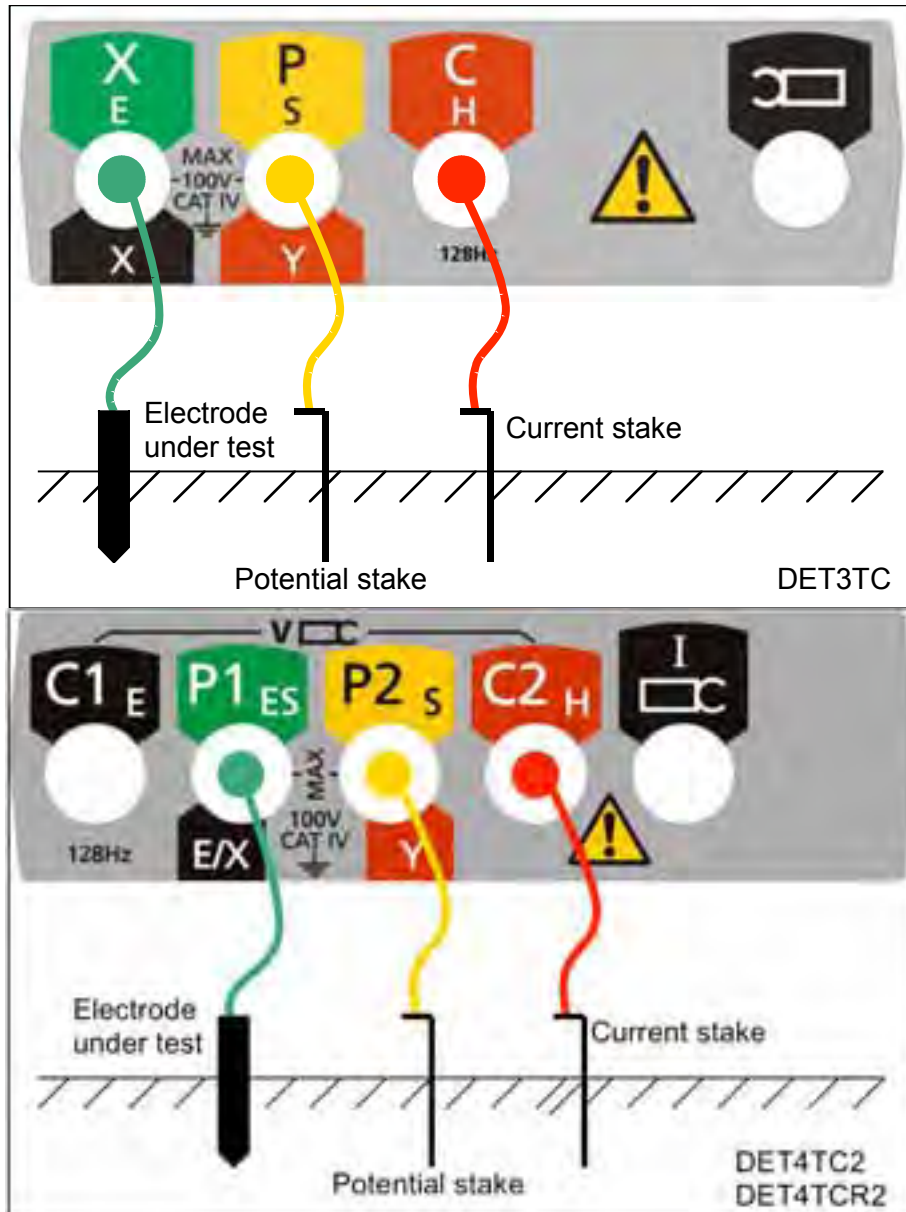 X P C
E S H
MAX
100V
CAT IV
X Y 128Hz
Electrode
under test
Current stake
Potential stake
DET3TC
V
C1 E P1 ES P2 S C2 H I
MAX
100V
CAT IV
128Hz E/X Y
Electrode
under test
Current stake
Potential stake
DET4TC2
DET4TCR2